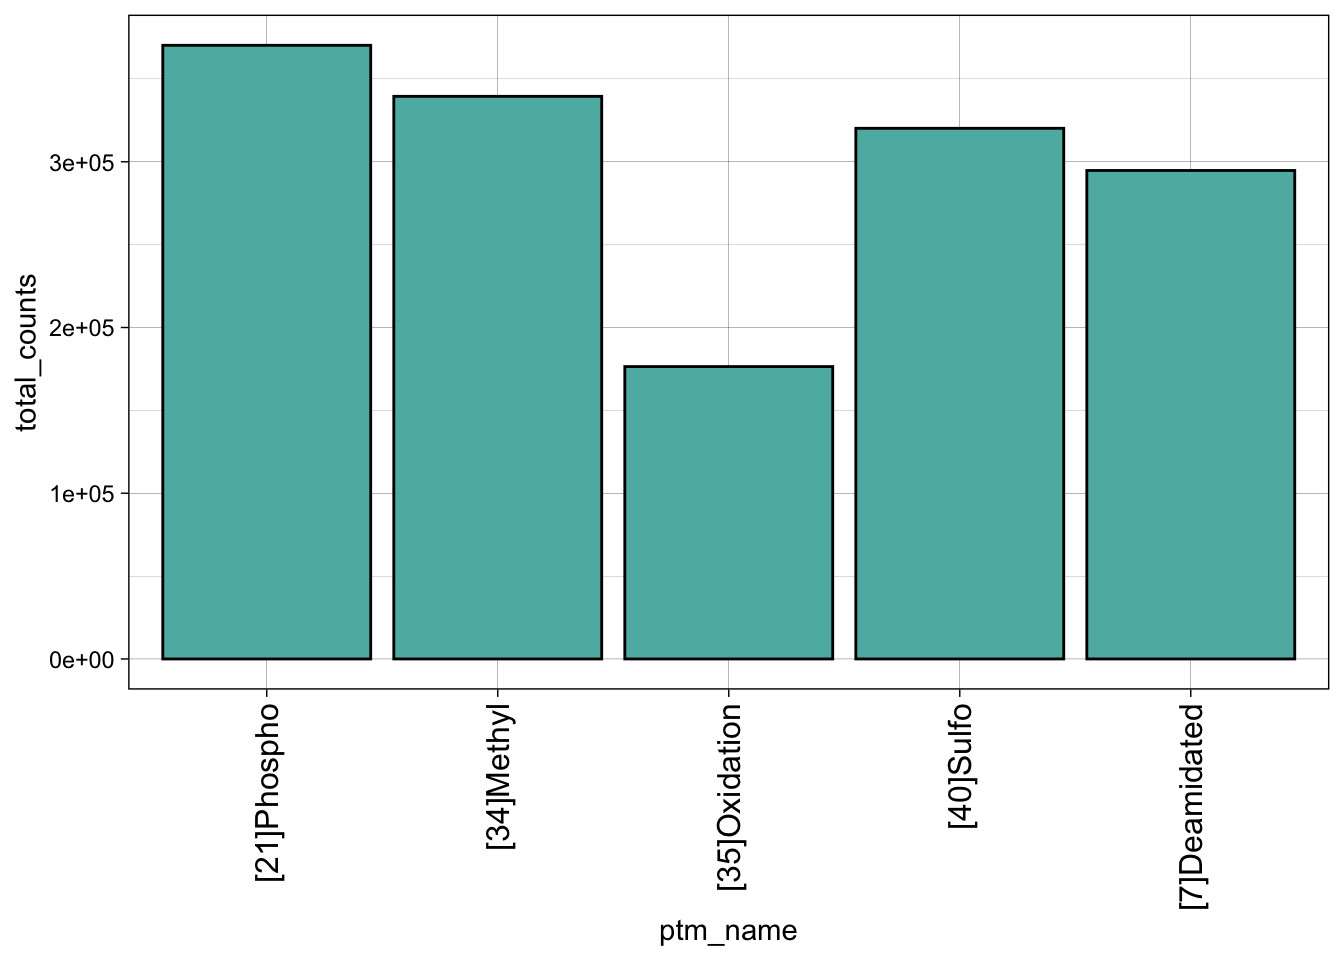 total_counts
3e+05
2e+05
1e+05
0e+00
[21]Phospho
[34]Methyl
[35]Oxidation
[40]Sulfo
[7]Deamidated
ptm_name